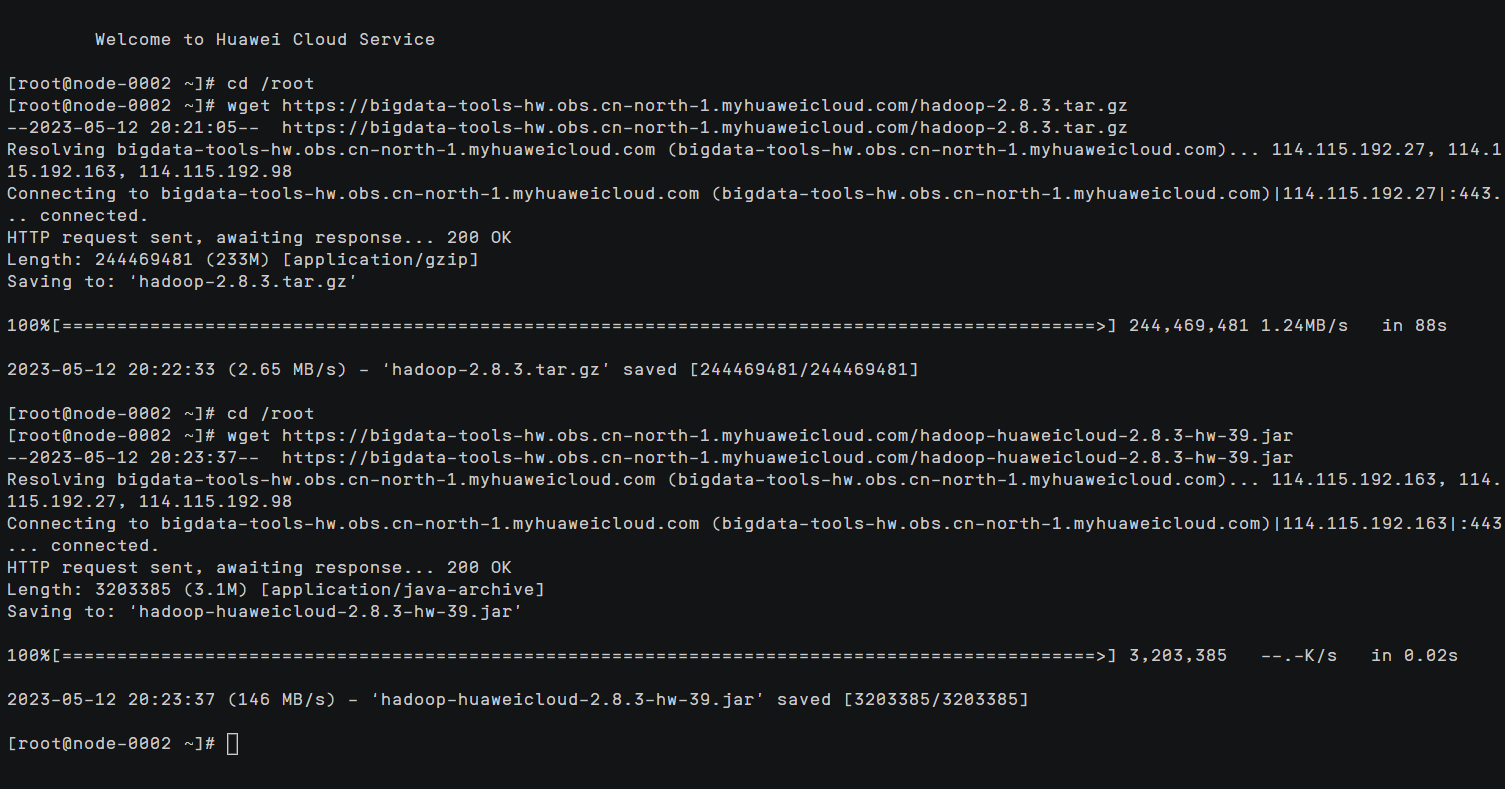 Welcome to Huawei Cloud Service
[root@node-0002 ~]# cd /root
[root@node-0002 ~]# wget https://bigdata-tools-hw.obs.cn-north-1.myhuaweicloud.com/hadoop-2.8.3.tar.gz
--2023-05-12 20:21:05--  https://bigdata-tools-hw.obs.cn-north-1.myhuaweicloud.com/hadoop-2.8.3.tar.gz
Resolving bigdata-tools-hw.obs.cn-north-1.myhuaweicloud.com (bigdata-tools-hw.obs.cn-north-1.myhuaweicloud.com)... 114.115.192.27, 114.1
15.192.163, 114.115.192.98
Connecting to bigdata-tools-hw.obs.cn-north-1.myhuaweicloud.com (bigdata-tools-hw.obs.cn-north-1.myhuaweicloud.com)|114.115.192.27|:443.
.. connected.
HTTP request sent, awaiting response... 200 OK
Length: 244469481 (233M) [application/gzip]
Saving to: ‘hadoop-2.8.3.tar.gz’
100%[==============================================================================================>] 244,469,481 1.24MB/s   in 88s
2023-05-12 20:22:33 (2.65 MB/s) - ‘hadoop-2.8.3.tar.gz’ saved [244469481/244469481]
[root@node-0002 ~]# cd /root
[root@node-0002 ~]# wget https://bigdata-tools-hw.obs.cn-north-1.myhuaweicloud.com/hadoop-huaweicloud-2.8.3-hw-39.jar
--2023-05-12 20:23:37--  https://bigdata-tools-hw.obs.cn-north-1.myhuaweicloud.com/hadoop-huaweicloud-2.8.3-hw-39.jar
Resolving bigdata-tools-hw.obs.cn-north-1.myhuaweicloud.com (bigdata-tools-hw.obs.cn-north-1.myhuaweicloud.com)... 114.115.192.163, 114.
115.192.27, 114.115.192.98
Connecting to bigdata-tools-hw.obs.cn-north-1.myhuaweicloud.com (bigdata-tools-hw.obs.cn-north-1.myhuaweicloud.com)|114.115.192.163|:443
... connected.
HTTP request sent, awaiting response... 200 OK
Length: 3203385 (3.1M) [application/java-archive]
Saving to: ‘hadoop-huaweicloud-2.8.3-hw-39.jar’
100%[==============================================================================================>] 3,203,385   --.-K/s   in 0.02s
2023-05-12 20:23:37 (146 MB/s) - ‘hadoop-huaweicloud-2.8.3-hw-39.jar’ saved [3203385/3203385]
[root@node-0002 ~]#